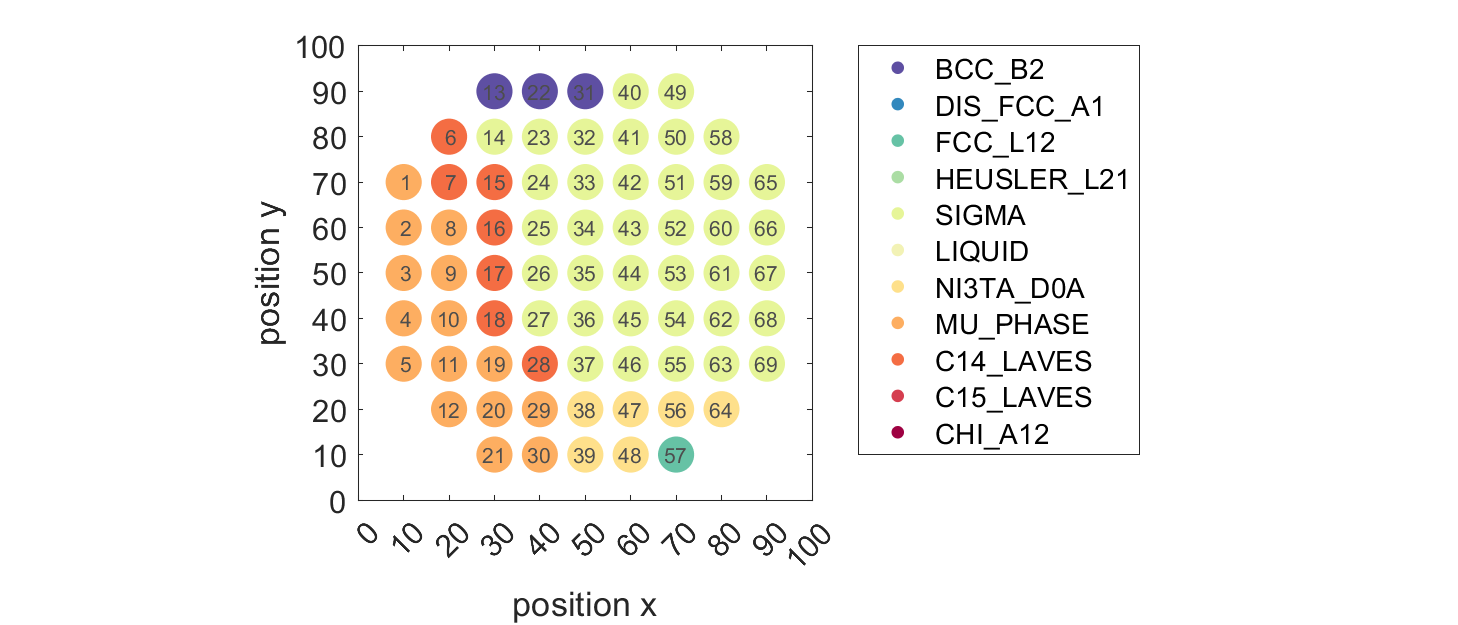 100
90
80
70
60
50
40
30
20
10
0
position y
13 22 31 40 49
6 14 23 32 41 50 58
1 7 15 24 33 42 51 59 65
2 8 16 25 34 43 52 60 66
3 9 17 26 35 44 53 61 67
4 10 18 27 36 45 54 62 68
5 11 19 28 37 46 55 63 69
12 20 29 38 47 56 64
21 30 39 48 57
0 10 20 30 40 50 60 70 80 90 100
position x
BCC_B2
DIS_FCC_A1
FCC_L12
HEUSLER_L21
SIGMA
LIQUID
NI3TA_D0A
MU_PHASE
C14_LAVES
C15_LAVES
CHI_A12